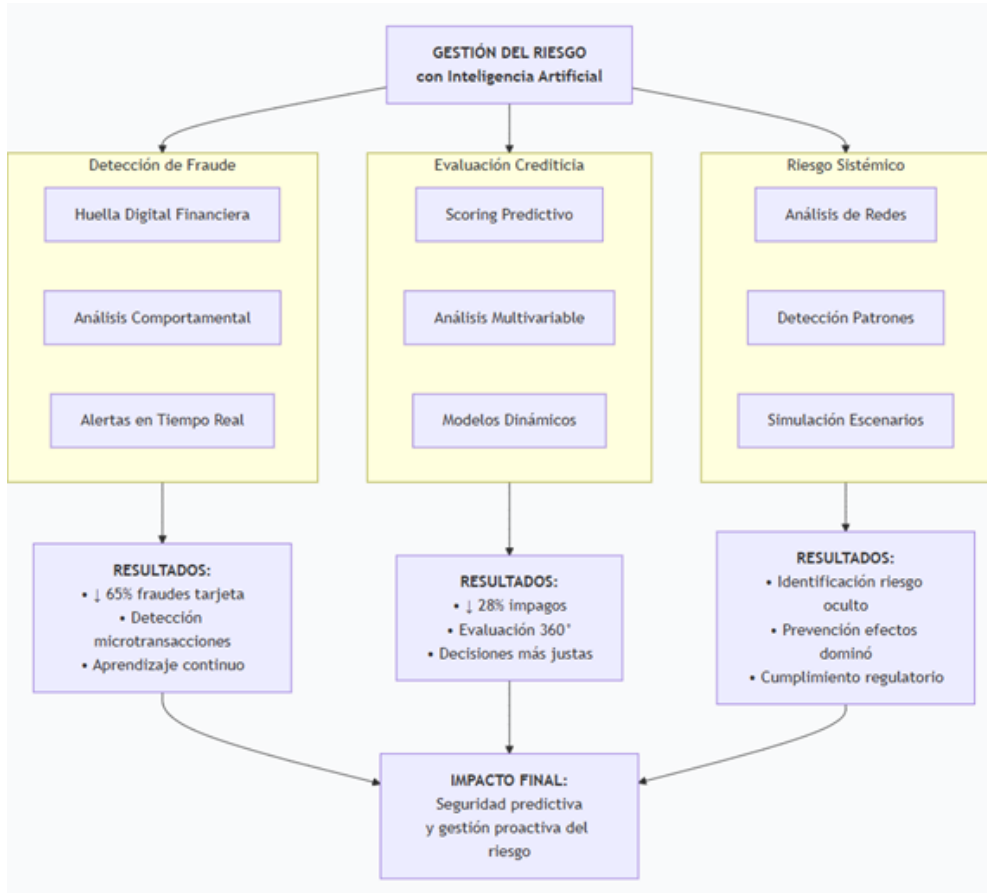 GESTIÓN DEL RIESGO
con Inteligencia Artificial
Detección de Fraude
Huella Digital Financiera
Análisis Comportamental
Alertas en Tiempo Real
Evaluación Crediticia
Scoring Predictivo
Análisis Multivariable
Modelos Dinámicos
Riesgo Sistémico
Análisis de Redes
Detección Patrones
Simulación Escenarios
RESULTADOS:
• ↓ 65% fraudes tarjeta
• Detección
microtransacciones
• Aprendizaje continuo
RESULTADOS:
• ↓ 28% impagos
• Evaluación 360°
• Decisiones más justas
RESULTADOS:
• Identificación riesgo
oculto
• Prevención efectos
dominó
• Cumplimiento regulatorio
IMPACTO FINAL:
Seguridad predictiva
y gestión proactiva del
riesgo